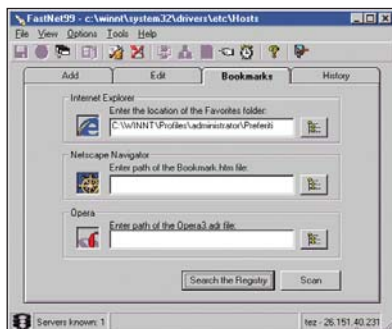 FastNet99 - c:\winnt\system32\drivers\etc\Hosts
File View Options Tools Help
Add Edit Bookmarks History
Internet Explorer
Enter the location of the Favorites folder:
C:\WINNT\Profiles\administrator\Preferiti
Netscape Navigator
Enter path of the Bookmark.htm file:
Opera
Enter path of the Opera3.adr file:
Search the Registry Scan
Servers known: 1 tez - 26.151.40.231